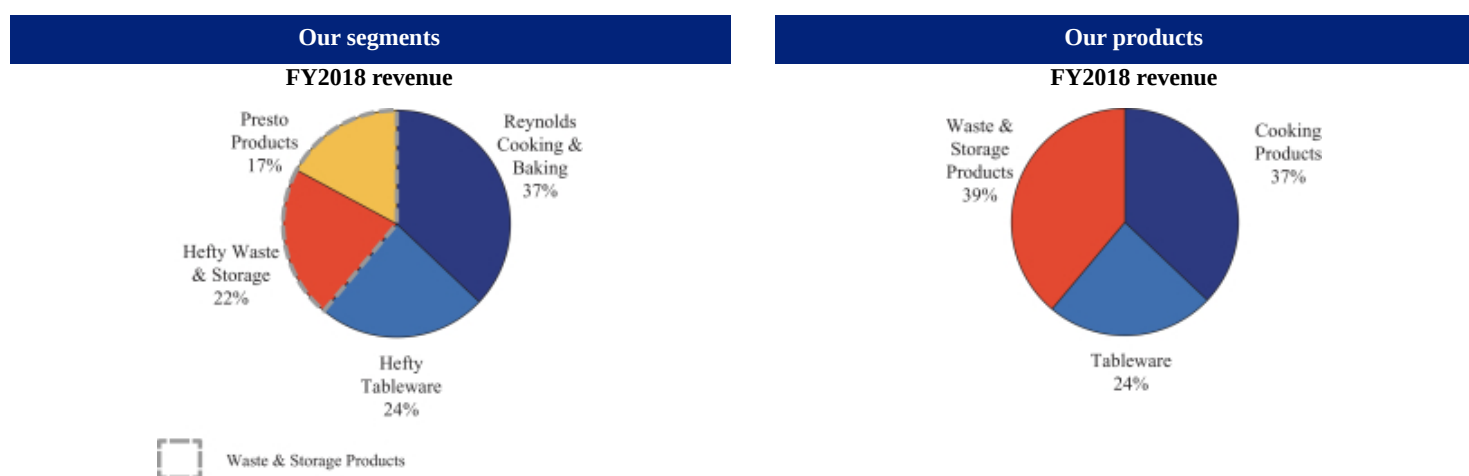 Our segments
FY2018 revenue
Presto
Products
17%
Reynolds
Cooking &
Baking
37%
Hefty Waste
& Storage
22%
Hefty
Tableware
24%
Waste & Storage Products
Our products
FY2018 revenue
Waste &
Storage
Products
39%
Cooking
Products
37%
Tableware
24%